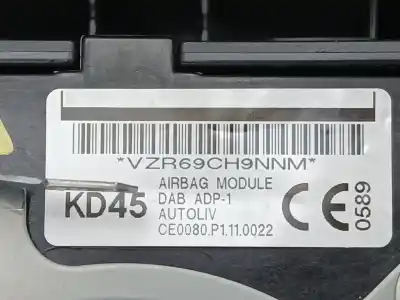 *VZR69CH9NNM*
KD45
AIRBAG MODULE
DAB ADP-1
AUTOLIV
CE0080.P1.11.0022
CE
0589